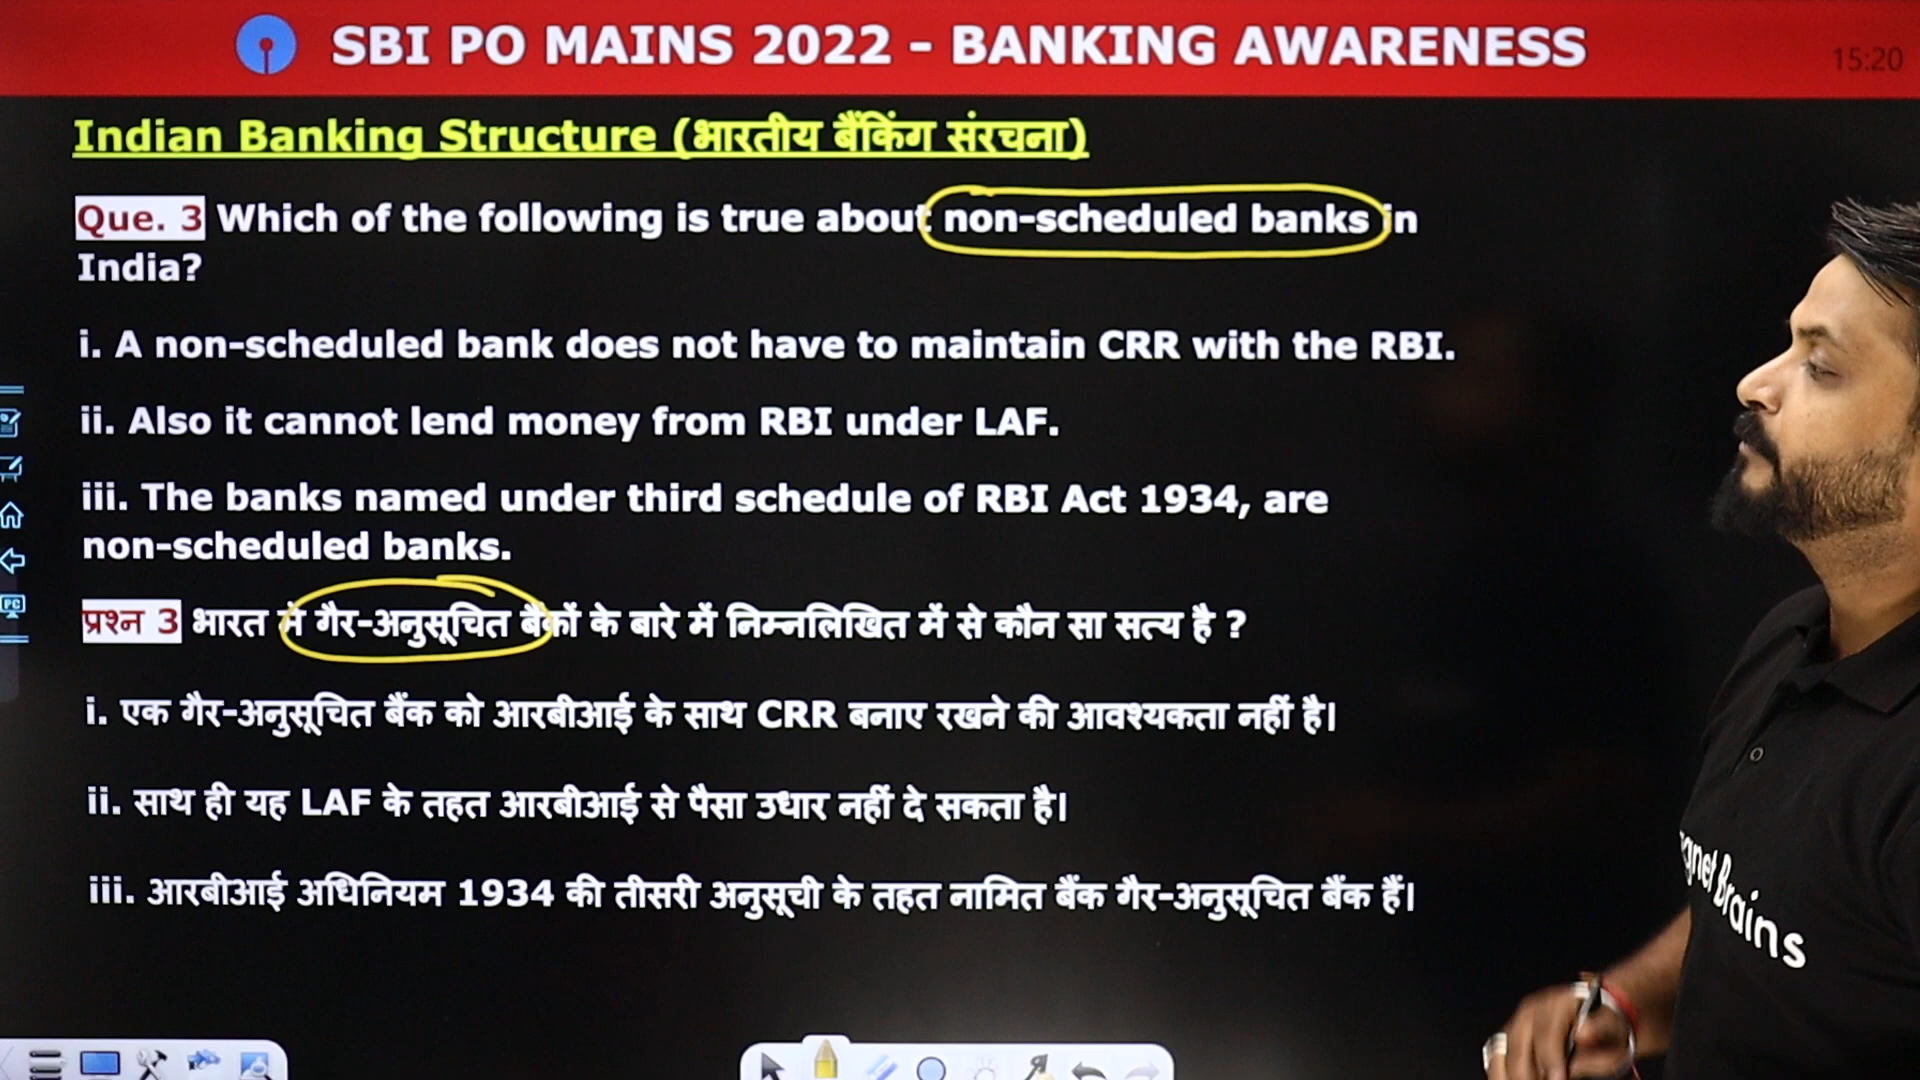 SBI PO MAINS 2022 - BANKING AWARENESS
15:20
Indian Banking Structure (भारतीय बैंकिंग संरचना)
Que. 3 Which of the following is true about non-scheduled banks in
India?
i. A non-scheduled bank does not have to maintain CRR with the RBI.
ii. Also it cannot lend money from RBI under LAF.
iii. The banks named under third schedule of RBI Act 1934, are
non-scheduled banks.
प्रश्न 3 भारत में गैर-अनुसूचित बैंकों के बारे में निम्नलिखित में से कौन सा सत्य है ?
i. एक गैर-अनुसूचित बैंक को आरबीआई के साथ CRR बनाए रखने की आवश्यकता नहीं है।
ii. साथ ही यह LAF के तहत आरबीआई से पैसा उधार नहीं दे सकता है।
iii. आरबीआई अधिनियम 1934 की तीसरी अनुसूची के तहत नामित बैंक गैर-अनुसूचित बैंक हैं।
PC
gnet Brains